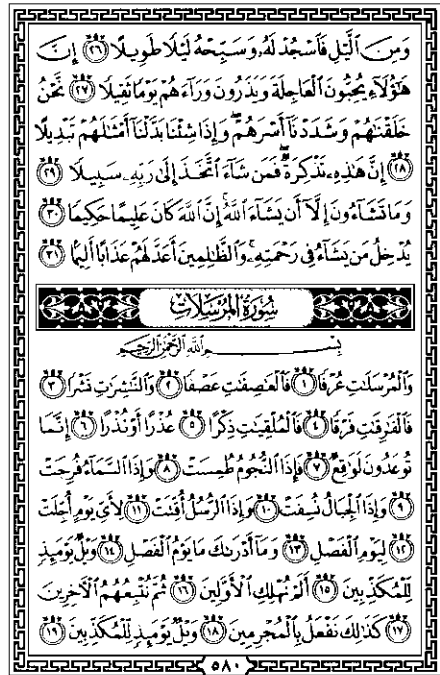 وَمِنَ ٱلَّيْلِ فَٱسْجُدْ لَهُۥ وَسَبِّحْهُ لَيْلًا طَوِيلًا ٢٦ إِنَّ
هَٰٓؤُلَآءِ يُحِبُّونَ ٱلْعَاجِلَةَ وَيَذَرُونَ وَرَآءَهُمْ يَوْمًا ثَقِيلًا ٢٧ نَّحْنُ
خَلَقْنَٰهُمْ وَشَدَدْنَآ أَسْرَهُمْ ۖ وَإِذَا شِئْنَا بَدَّلْنَآ أَمْثَٰلَهُمْ تَبْدِيلًا
٢٨ إِنَّ هَٰذِهِۦ تَذْكِرَةٌ ۖ فَمَن شَآءَ ٱتَّخَذَ إِلَىٰ رَبِّهِۦ سَبِيلًا ٢٩
وَمَا تَشَآءُونَ إِلَّآ أَن يَشَآءَ ٱللَّهُ ۚ إِنَّ ٱللَّهَ كَانَ عَلِيمًا حَكِيمًا ٣٠
يُدْخِلُ مَن يَشَآءُ فِى رَحْمَتِهِۦ ۚ وَٱلظَّٰلِمِينَ أَعَدَّ لَهُمْ عَذَابًا أَلِيمًۢا ٣١
سُورَةُ الْمُرْسَلَاتِ
بِسْمِ ٱللَّهِ ٱلرَّحْمَٰنِ ٱلرَّحِيمِ
وَٱلْمُرْسَلَٰتِ عُرْفًا ١ فَٱلْعَٰصِفَٰتِ عَصْفًا ٢ وَٱلنَّٰشِرَٰتِ نَشْرًا ٣
فَٱلْفَٰرِقَٰتِ فَرْقًا ٤ فَٱلْمُلْقِيَٰتِ ذِكْرًا ٥ عُذْرًا أَوْ نُذْرًا ٦ إِنَّمَا
تُوعَدُونَ لَوَٰقِعٌ ٧ فَإِذَا ٱلنُّجُومُ طُمِسَتْ ٨ وَإِذَا ٱلسَّمَآءُ فُرِجَتْ
٩ وَإِذَا ٱلْجِبَالُ نُسِفَتْ ١٠ وَإِذَا ٱلرُّسُلُ أُقِّتَتْ ١١ لِأَىِّ يَوْمٍ أُجِّلَتْ
١٢ لِيَوْمِ ٱلْفَصْلِ ١٣ وَمَآ أَدْرَىٰكَ مَا يَوْمُ ٱلْفَصْلِ ١٤ وَيْلٌ يَوْمَئِذٍ
لِّلْمُكَذِّبِينَ ١٥ أَلَمْ نُهْلِكِ ٱلْأَوَّلِينَ ١٦ ثُمَّ نُتْبِعُهُمُ ٱلْءَاخِرِينَ
١٧ كَذَٰلِكَ نَفْعَلُ بِٱلْمُجْرِمِينَ ١٨ وَيْلٌ يَوْمَئِذٍ لِّلْمُكَذِّبِينَ ١٩
٥٨٠